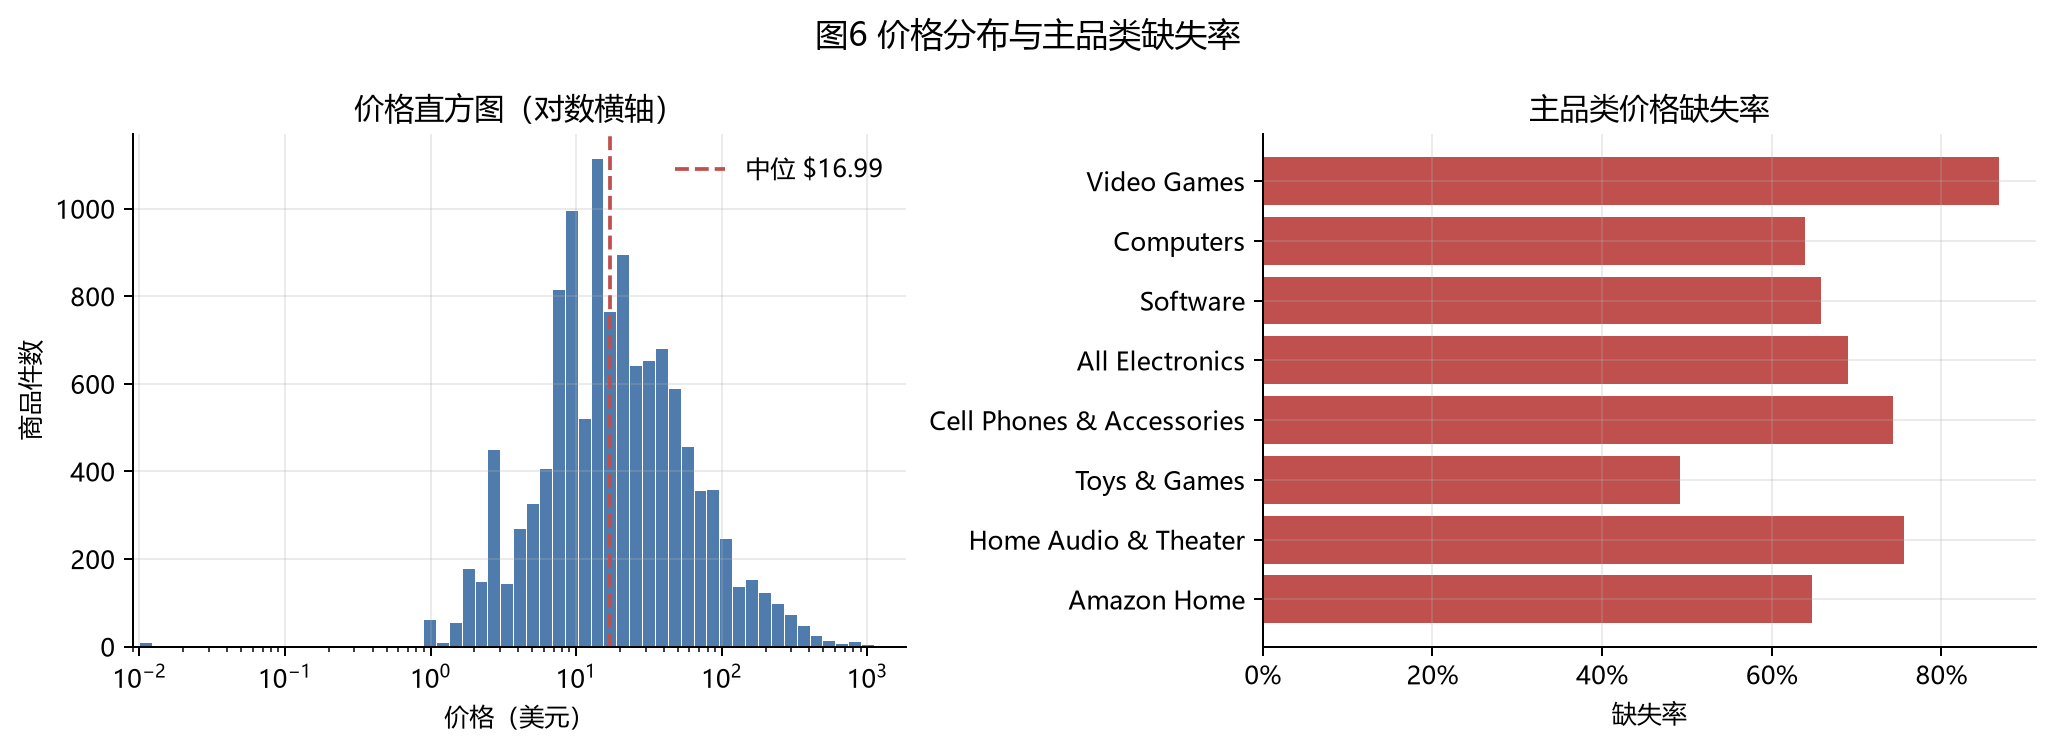 图6 价格分布与主品类缺失率
价格直方图（对数横轴）
中位 $16.99
商品件数
1000
800
600
400
200
0
10⁻²
10⁻¹
10⁰
10¹
10²
10³
价格（美元）
主品类价格缺失率
Video Games
Computers
Software
All Electronics
Cell Phones & Accessories
Toys & Games
Home Audio & Theater
Amazon Home
0%
20%
40%
60%
80%
缺失率